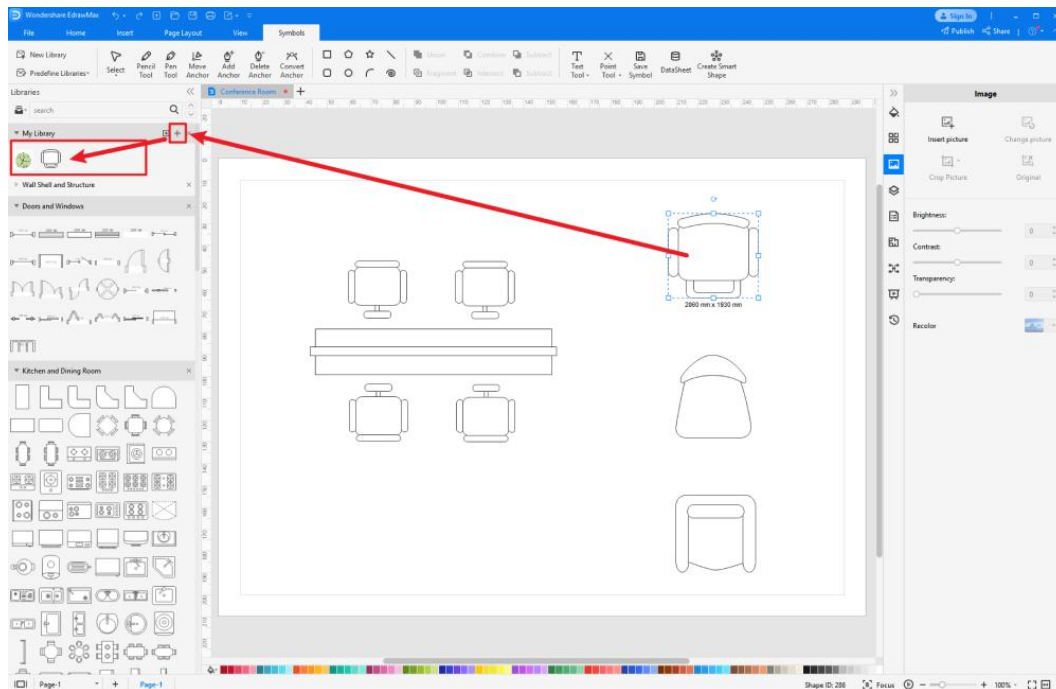 Wondershare EdrawMax
Sign In
File Home Insert Page Layout View Symbols
Publish Share
New Library
Predefine Libraries
Select
Pencil Tool
Pen Tool
Move Anchor
Add Anchor
Delete Anchor
Convert Anchor
Union Combine Subtract
Fragment Intersect Subtract
Text Tool
Point Tool
Save Symbol
DataSheet
Create Smart Shape
Libraries
Conference Room
search
My Library
Wall Shell and Structure
Doors and Windows
Kitchen and Dining Room
2860 mm x 1930 mm
Image
Insert picture
Change picture
Crop Picture
Original
Brightness:
0
Contrast:
0
Transparency:
0
Recolor
Page-1
Page-1
Shape ID: 286
Focus
100%